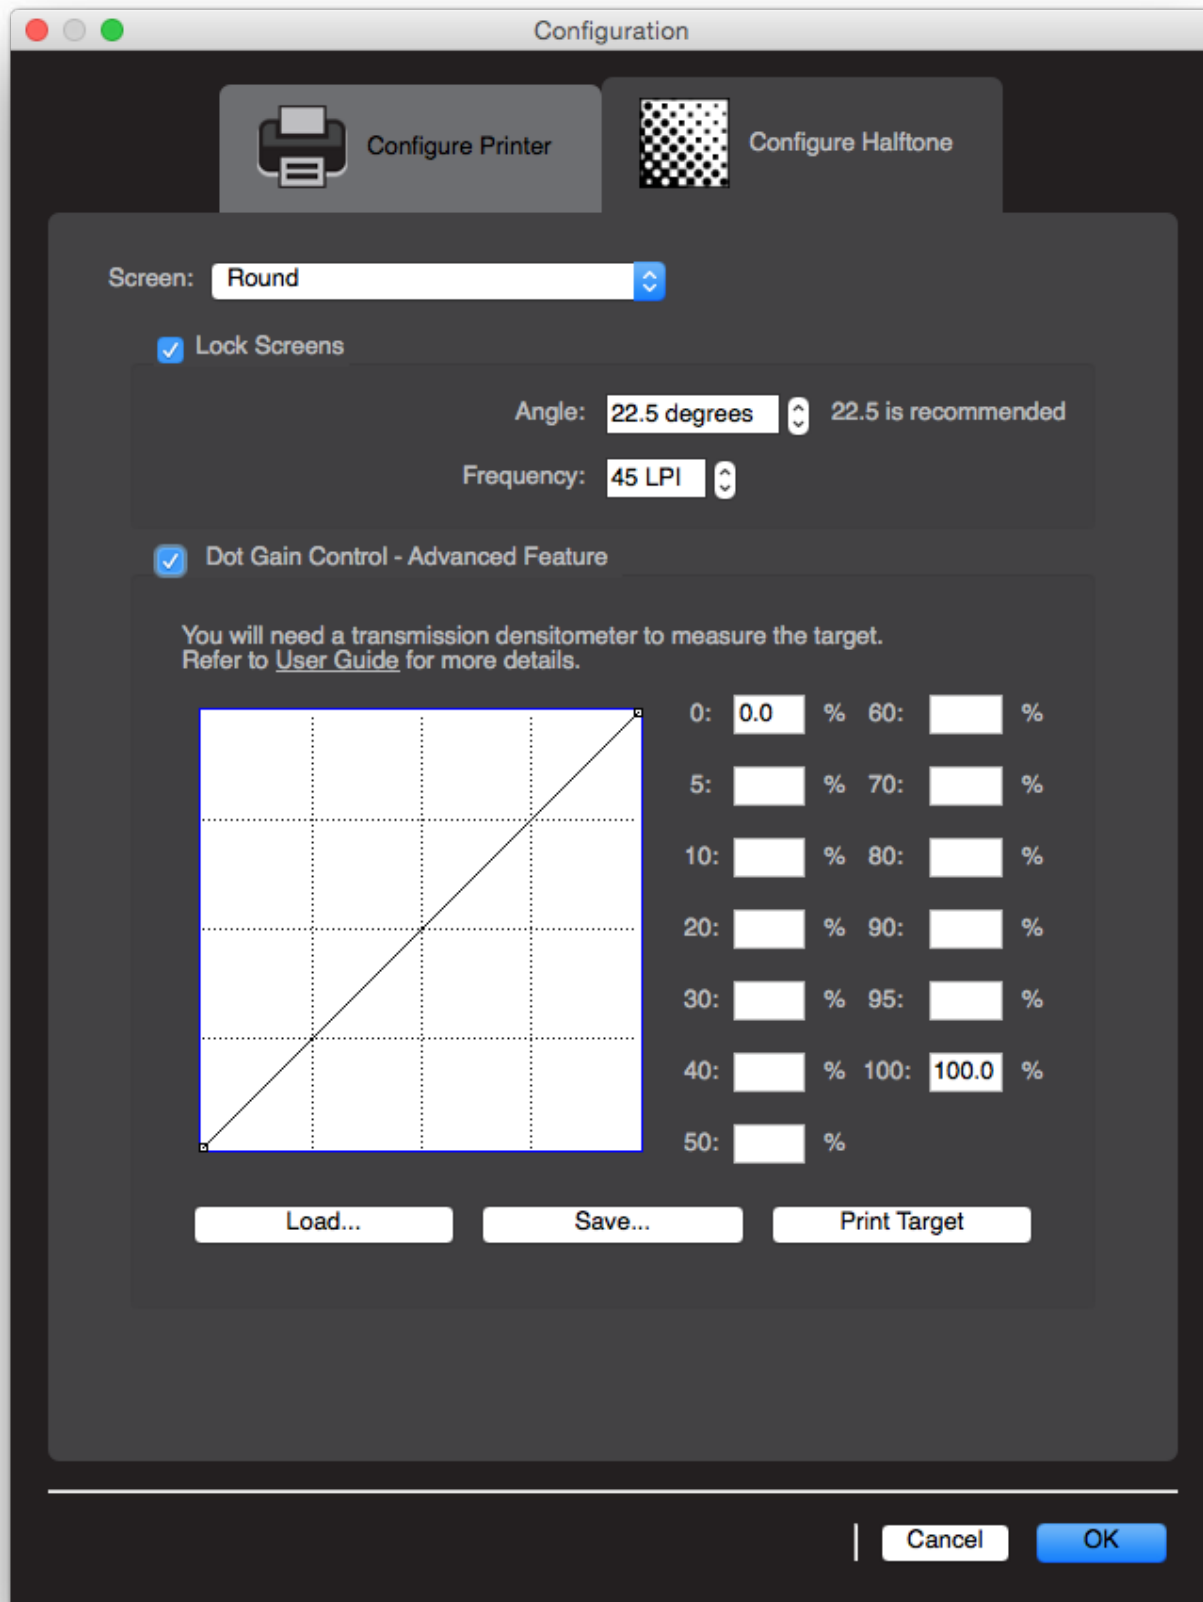 Configuration
Configure Printer
Configure Halftone
Screen: Round
Lock Screens
Angle: 22.5 degrees 22.5 is recommended
Frequency: 45 LPI
Dot Gain Control - Advanced Feature
You will need a transmission densitometer to measure the target.
Refer to User Guide for more details.
0: 0.0 % 60: %
5: % 70: %
10: % 80: %
20: % 90: %
30: % 95: %
40: % 100: 100.0 %
50: %
Load... Save... Print Target
Cancel OK